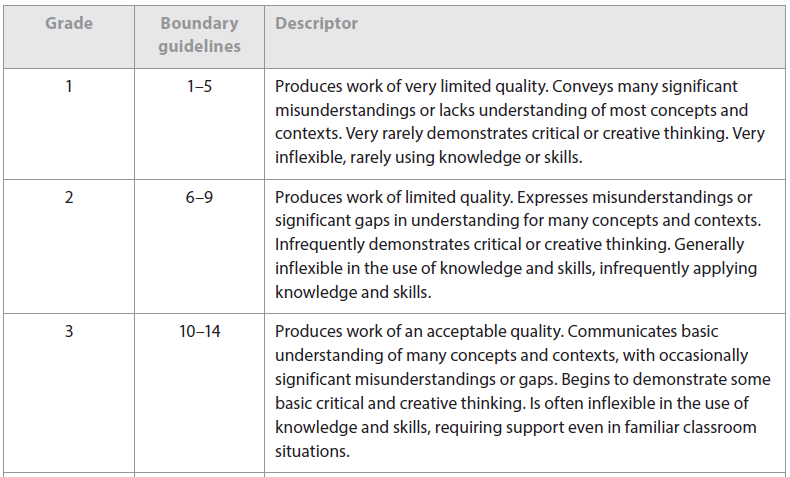 Grade Boundary guidelines Descriptor
1 1–5 Produces work of very limited quality. Conveys many significant
misunderstandings or lacks understanding of most concepts and
contexts. Very rarely demonstrates critical or creative thinking. Very
inflexible, rarely using knowledge or skills.
2 6–9 Produces work of limited quality. Expresses misunderstandings or
significant gaps in understanding for many concepts and contexts.
Infrequently demonstrates critical or creative thinking. Generally
inflexible in the use of knowledge and skills, infrequently applying
knowledge and skills.
3 10–14 Produces work of an acceptable quality. Communicates basic
understanding of many concepts and contexts, with occasionally
significant misunderstandings or gaps. Begins to demonstrate some
basic critical and creative thinking. Is often inflexible in the use of
knowledge and skills, requiring support even in familiar classroom
situations.